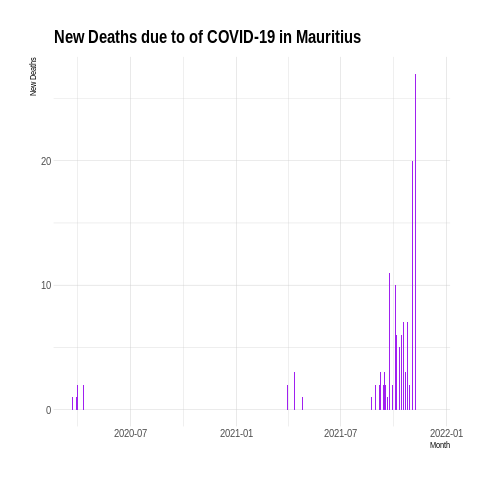 New Deaths due to of COVID-19 in Mauritius
New Deaths
20
10
0
2020-07 2021-01 2021-07 2022-01
Month